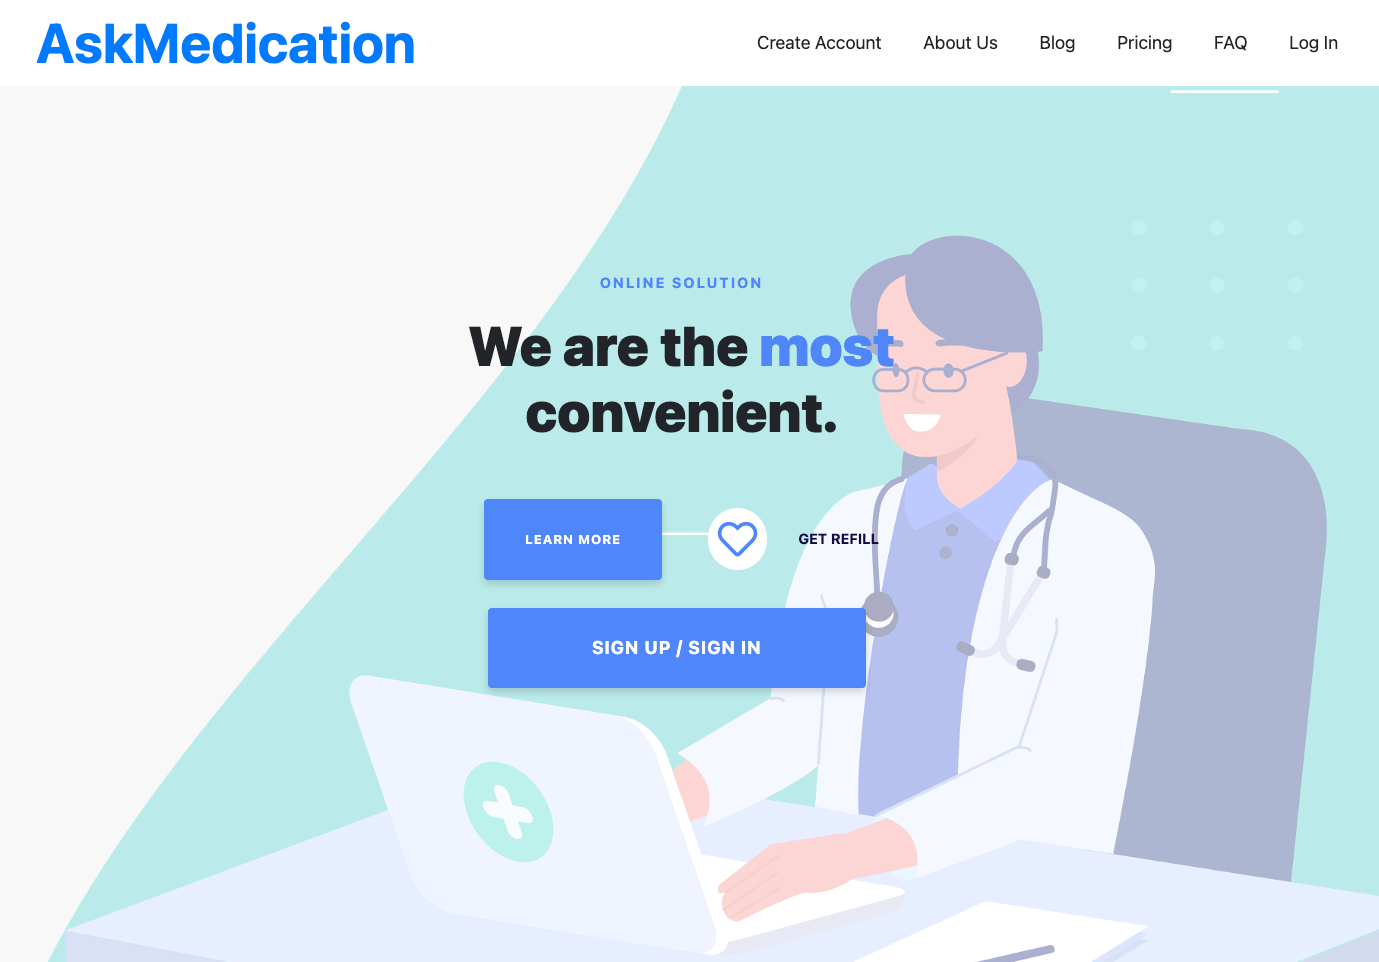 AskMedication
Create Account
About Us
Blog
Pricing
FAQ
Log In
ONLINE SOLUTION
We are the most
convenient.
LEARN MORE
GET REFILL
SIGN UP / SIGN IN